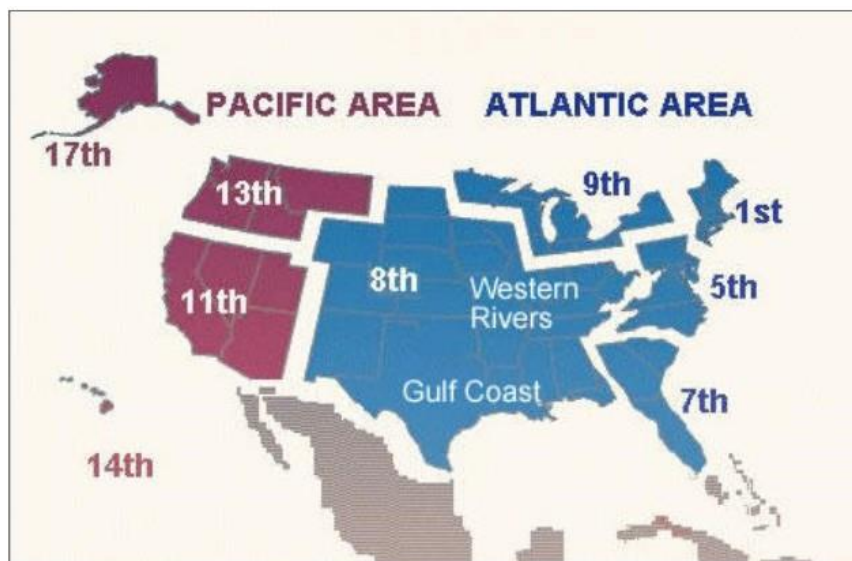 PACIFIC AREA
ATLANTIC AREA
17th
13th
9th
1st
11th
8th
Western
Rivers
5th
Gulf Coast
7th
14th